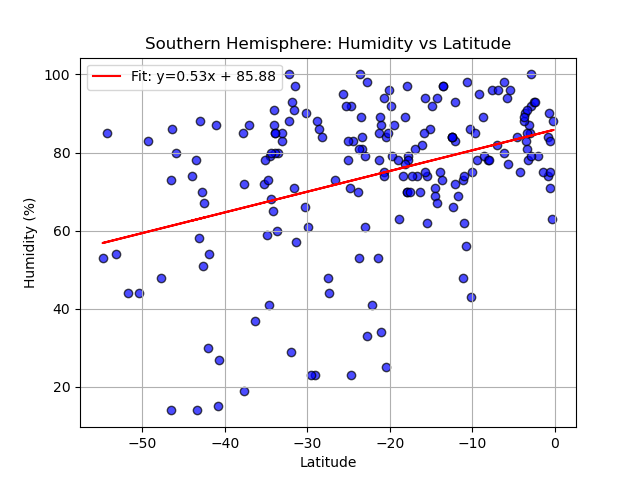 Southern Hemisphere: Humidity vs Latitude
Fit: y=0.53x + 85.88
Humidity (%)
100
80
60
40
20
−50
−40
−30
−20
−10
0
Latitude